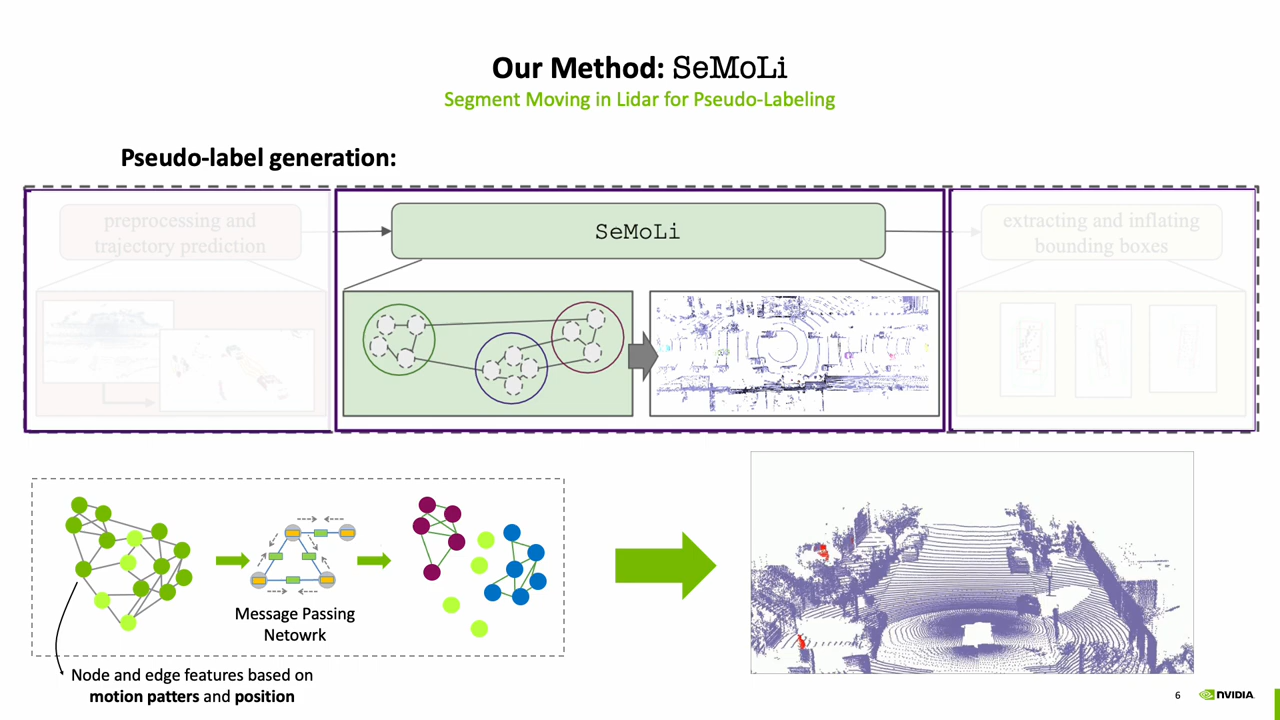 Our Method: SeMoLi
Segment Moving in Lidar for Pseudo-Labeling
Pseudo-label generation:
preprocessing and
trajectory prediction
SeMoLi
extracting and inflating
bounding boxes
Message Passing
Netowrk
Node and edge features based on
motion patters and position
6
NVIDIA.